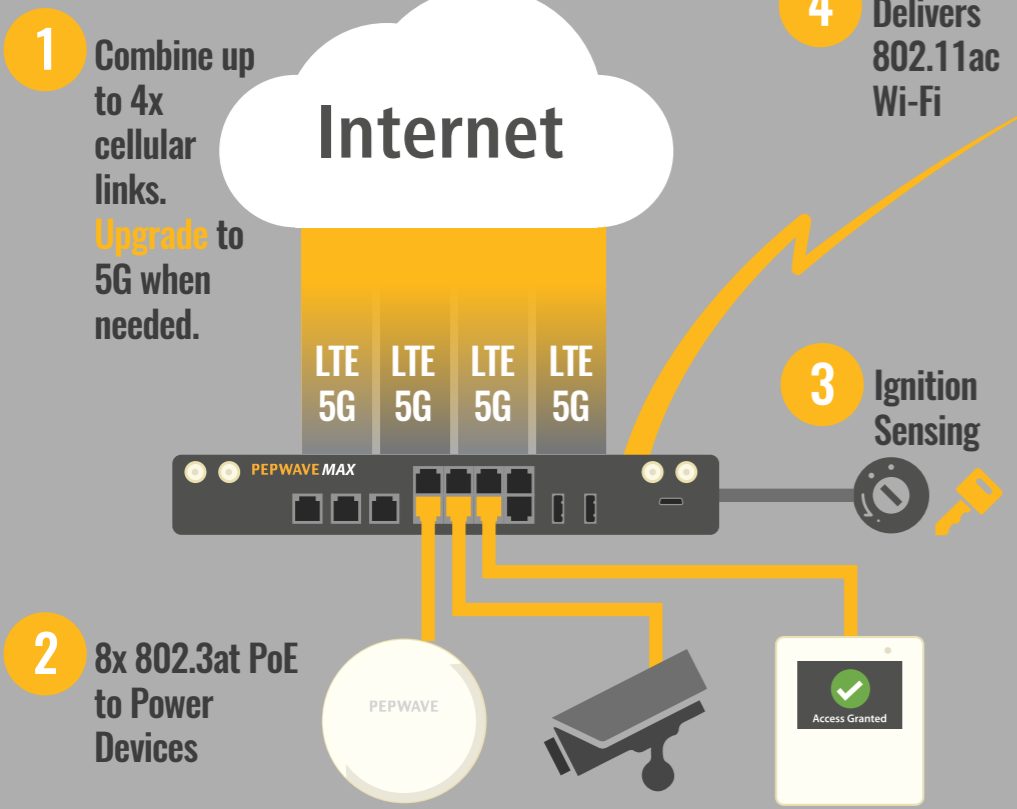 1
Combine up
to 4x
cellular
links.
Upgrade to
5G when
needed.
Internet
4
Delivers
802.11ac
Wi-Fi
LTE LTE LTE LTE
5G 5G 5G 5G
3
Ignition
Sensing
PEPWAVE MAX
2
8x 802.3at PoE
to Power
Devices
PEPWAVE
Access Granted